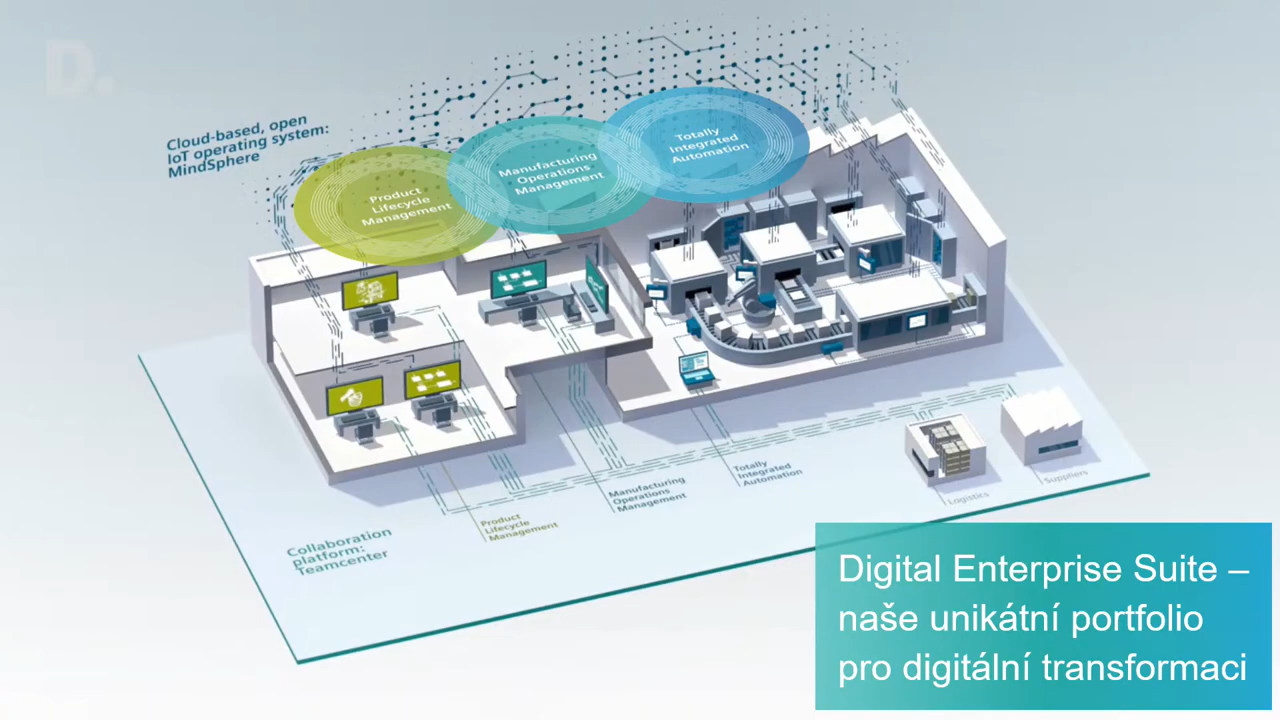 D.
Cloud-based, open
IoT operating system:
MindSphere
Product
Lifecycle
Management
Manufacturing
Operations
Management
Totally
Integrated
Automation
Collaboration
platform:
Teamcenter
Product
Lifecycle
Management
Manufacturing
Operations
Management
Totally
Integrated
Automation
Logistics
Suppliers
Digital Enterprise Suite –
naše unikátní portfolio
pro digitální transformaci